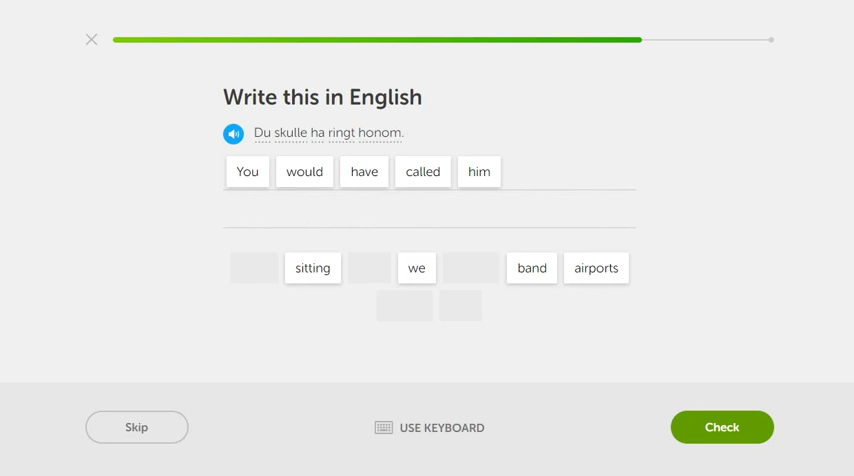 Write this in English
Du skulle ha ringt honom.
You would have called him
sitting we band airports
Skip USE KEYBOARD Check